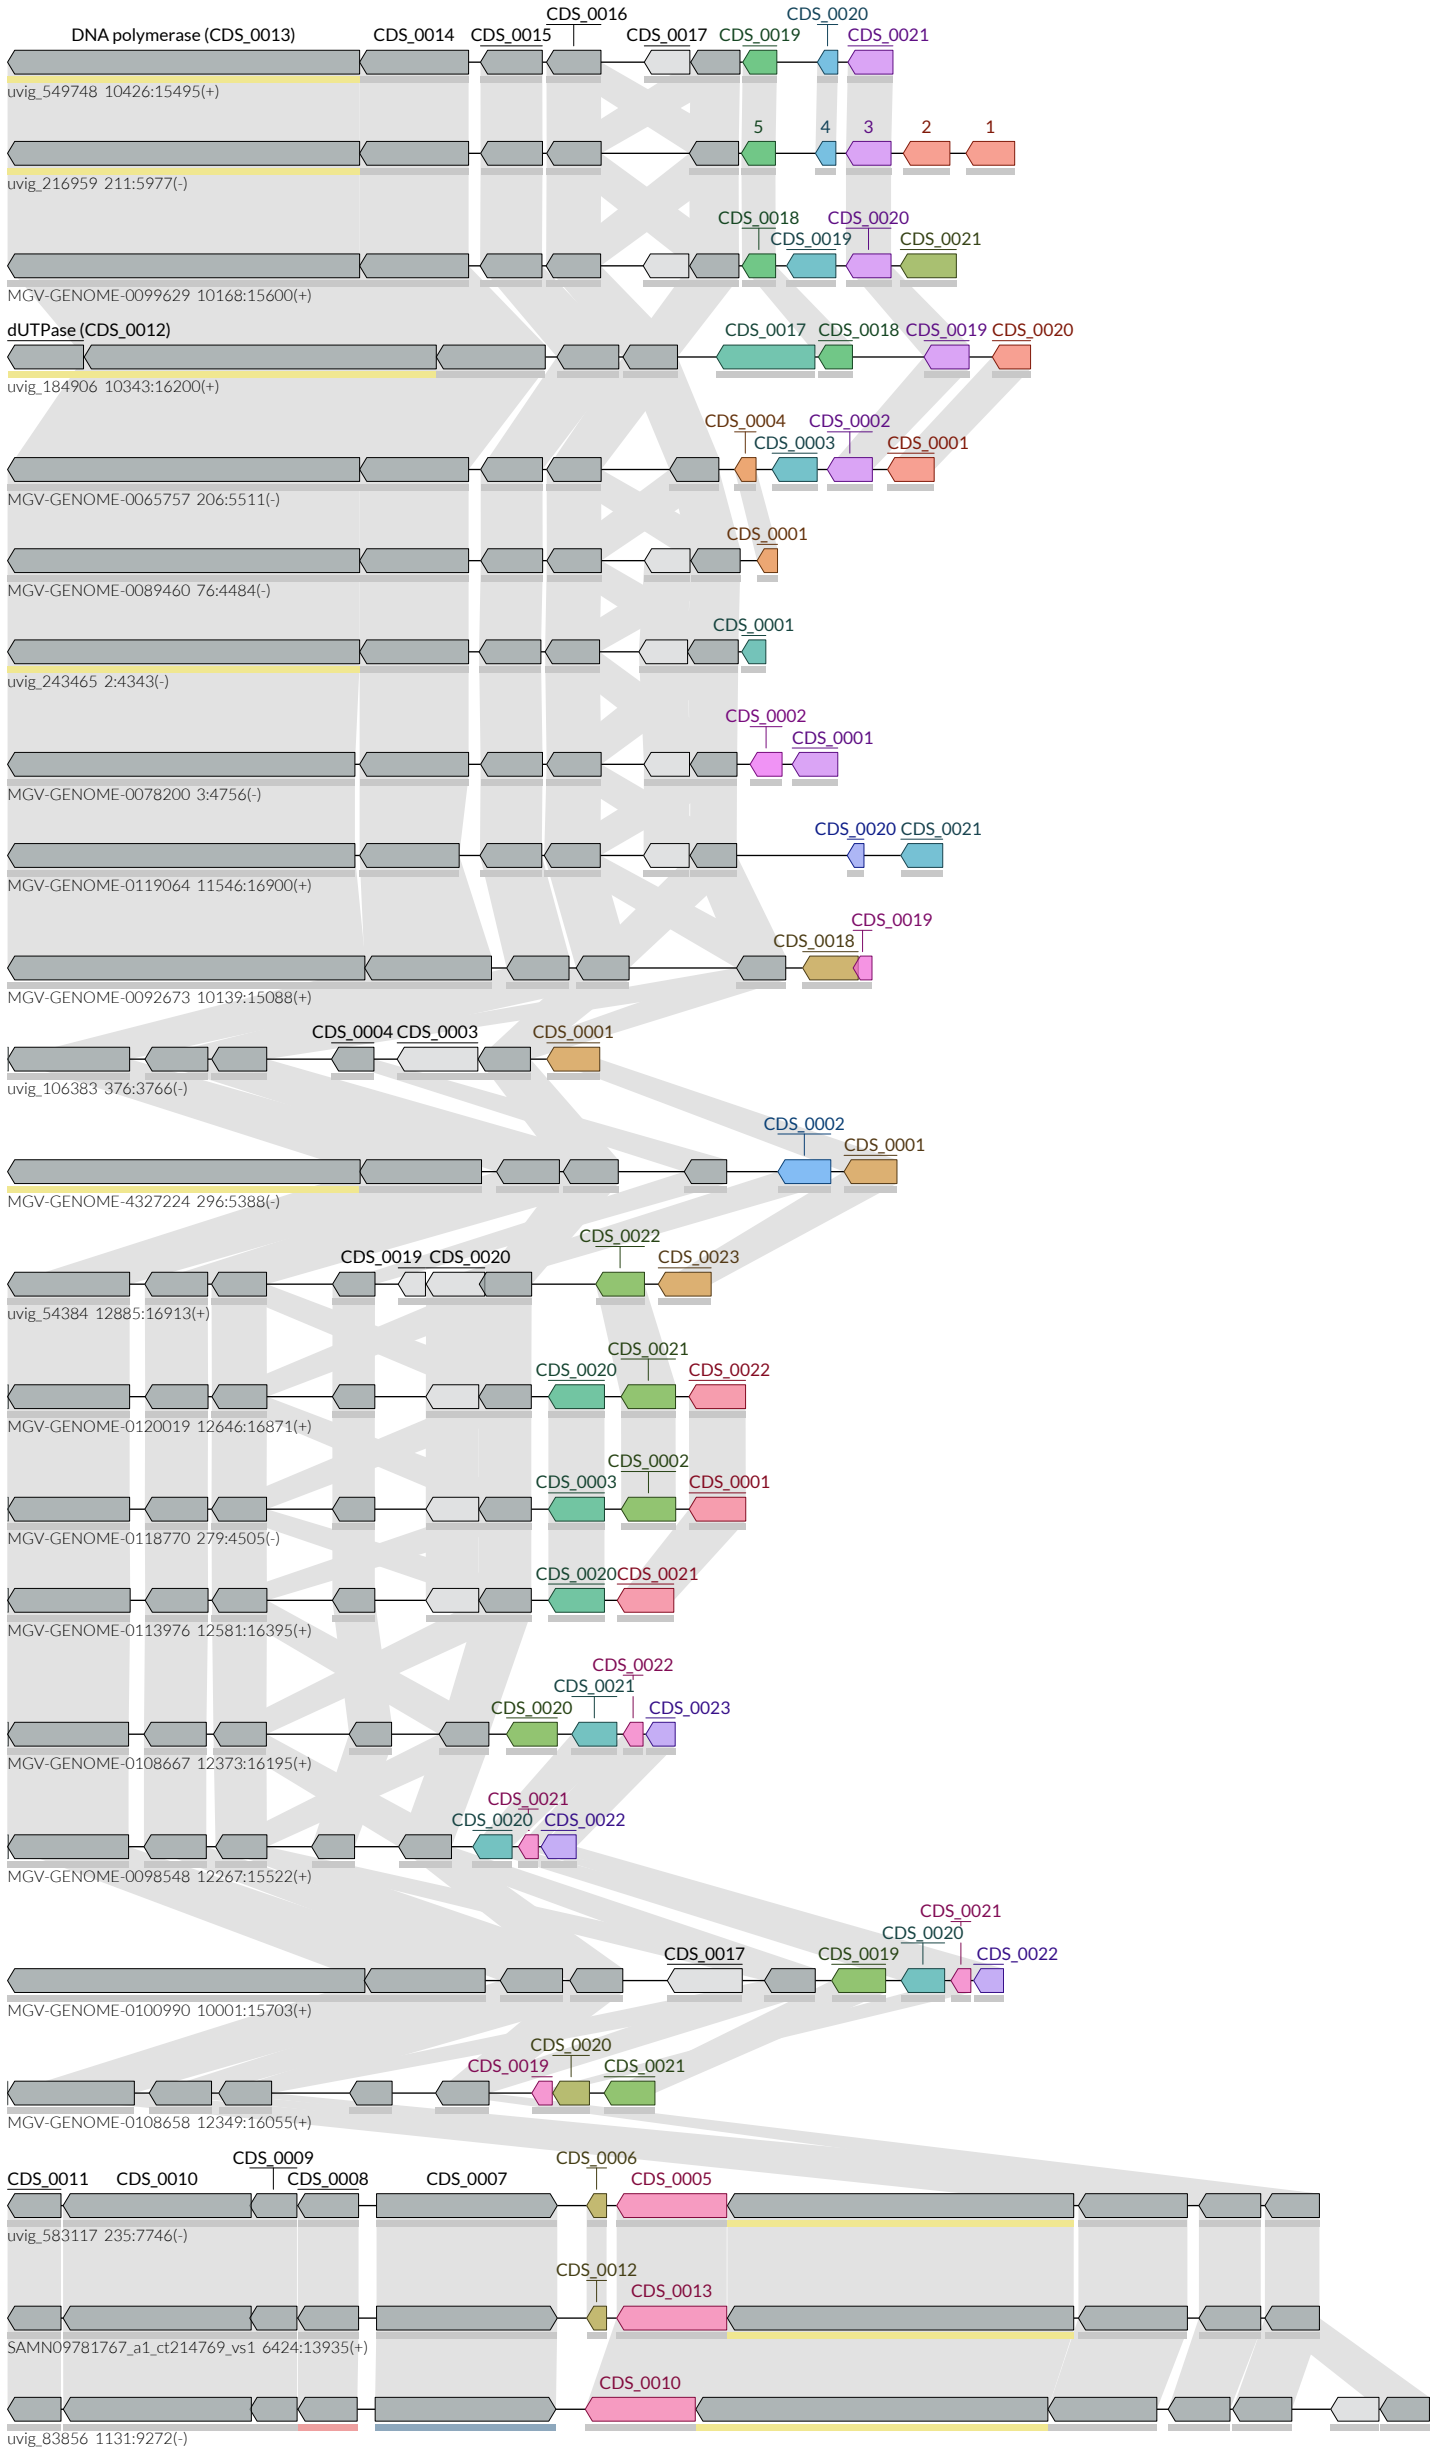 CDS_0016 CDS_0020
DNA polymerase (CDS_0013) CDS_0014 CDS_0015 CDS_0017 CDS_0019 CDS_0021
uvig_549748 10426:15495(+)
5 4 3 2 1
uvig_216959 211:5977(-)
CDS_0018 CDS_0020
CDS_0019 CDS_0021
MGV-GENOME-0099629 10168:15600(+)
dUTPase (CDS_0012) CDS_0017 CDS_0018 CDS_0019 CDS_0020
uvig_184906 10343:16200(+)
CDS_0004 CDS_0002
CDS_0003 CDS_0001
MGV-GENOME-0065757 206:5511(-)
CDS_0001
MGV-GENOME-0089460 76:4484(-)
CDS_0001
uvig_243465 2:4343(-)
CDS_0002
CDS_0001
MGV-GENOME-0078200 3:4756(-)
CDS_0020 CDS_0021
MGV-GENOME-0119064 11546:16900(+)
CDS_0019
CDS_0018
MGV-GENOME-0092673 10139:15088(+)
CDS_0004 CDS_0003 CDS_0001
uvig_106383 376:3766(-)
CDS_0002
CDS_0001
MGV-GENOME-4327224 296:5388(-)
CDS_0022
CDS_0019 CDS_0020 CDS_0023
uvig_54384 12885:16913(+)
CDS_0021
CDS_0020 CDS_0022
MGV-GENOME-0120019 12646:16871(+)
CDS_0002
CDS_0003 CDS_0001
MGV-GENOME-0118770 279:4505(-)
CDS_0020 CDS_0021
MGV-GENOME-0113976 12581:16395(+)
CDS_0022
CDS_0021
CDS_0020 CDS_0023
MGV-GENOME-0108667 12373:16195(+)
CDS_0021
CDS_0020 CDS_0022
MGV-GENOME-0098548 12267:15522(+)
CDS_0021
CDS_0020
CDS_0017 CDS_0019 CDS_0022
MGV-GENOME-0100990 10001:15703(+)
CDS_0020
CDS_0019 CDS_0021
MGV-GENOME-0108658 12349:16055(+)
CDS_0009 CDS_0006
CDS_0011 CDS_0010 CDS_0008 CDS_0007 CDS_0005
uvig_583117 235:7746(-)
CDS_0012
CDS_0013
SAMN09781767_a1_ct214769_vs1 6424:13935(+)
CDS_0010
uvig_83856 1131:9272(-)